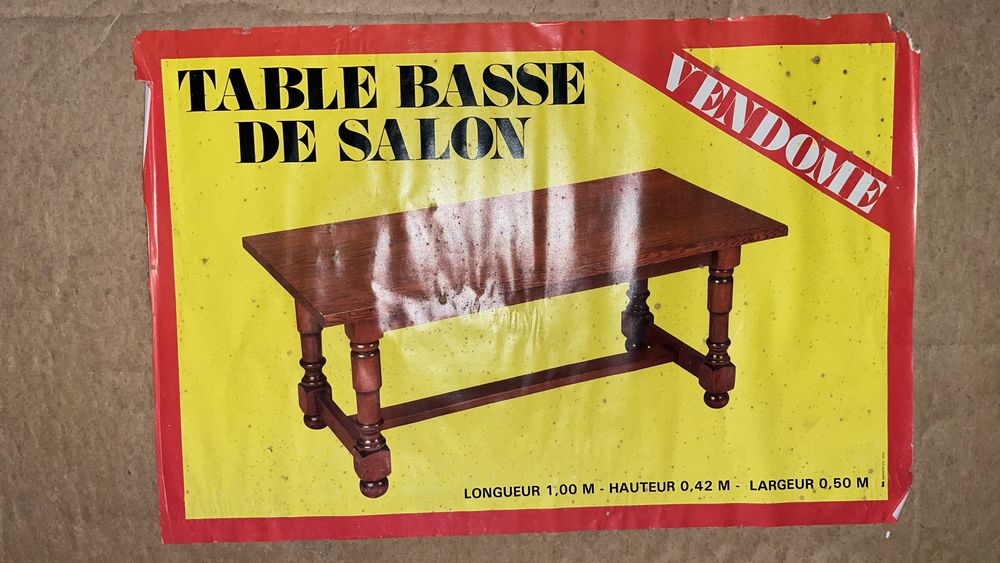 TABLE BASSE
DE SALON
VENDOME
LONGUEUR 1,00 M - HAUTEUR 0,42 M - LARGEUR 0,50 M